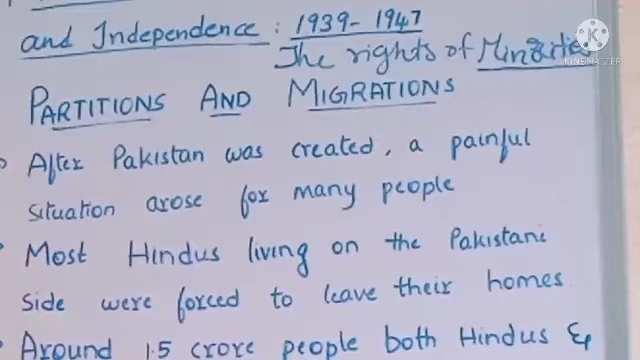 and Independence : 1939 - 1947
The rights of Minorities
PARTITIONS AND MIGRATIONS
After Pakistan was created, a painful
situation arose for many people
Most Hindus living on the Pakistani
side were forced to leave their homes.
Around 1.5 crore people both Hindus &
K
KINEMASTER